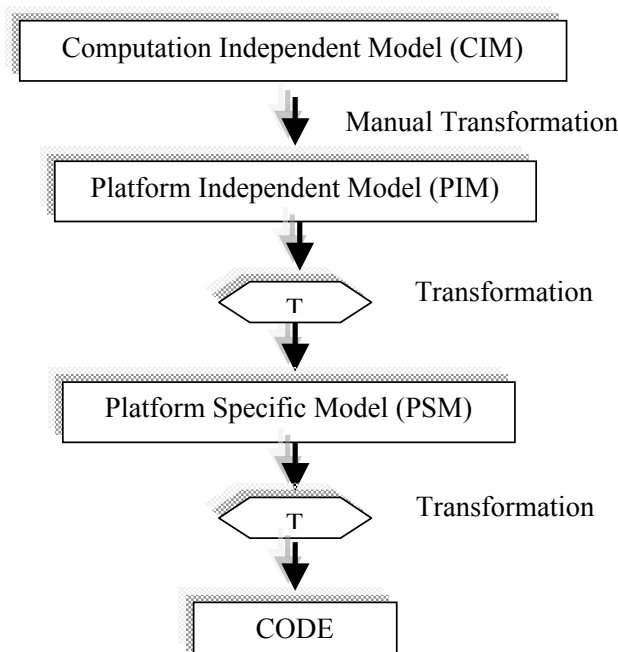 Computation Independent Model (CIM)
Manual Transformation
Platform Independent Model (PIM)
T
Transformation
Platform Specific Model (PSM)
T
Transformation
CODE